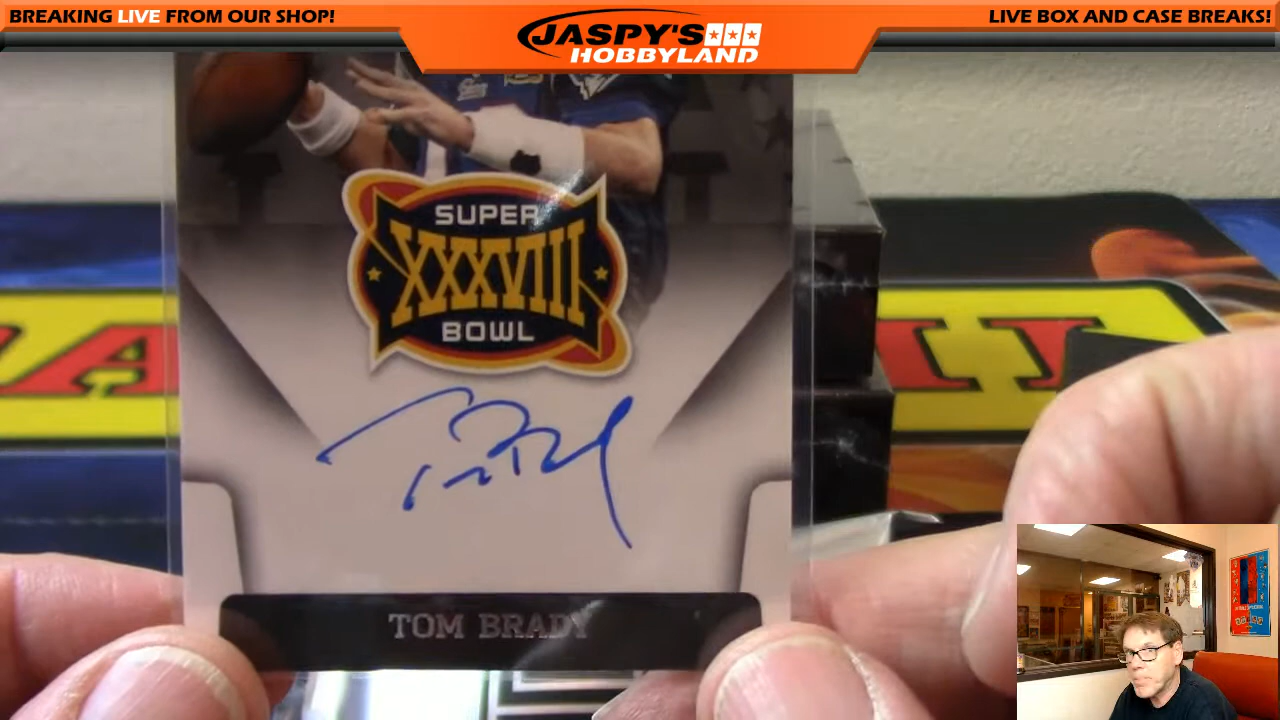 BREAKING LIVE FROM OUR SHOP!
JASPY'S
HOBBYLAND
LIVE BOX AND CASE BREAKS!
SUPER
XXXVIII
BOWL
TOM BRADY